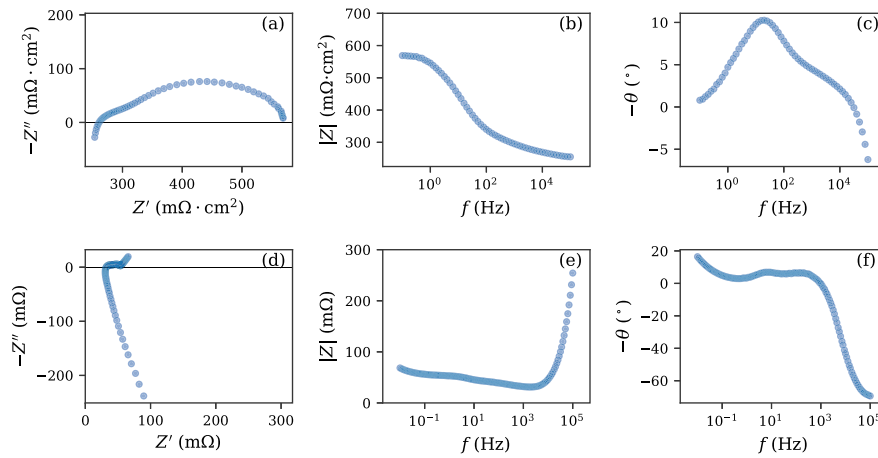 (a)
−Z″ (mΩ · cm²)
200
100
0
300 400 500
Z′ (mΩ · cm²)
(b)
|Z| (mΩ·cm²)
700
600
500
400
300
10⁰ 10² 10⁴
f (Hz)
(c)
−θ (°)
10
5
0
−5
10⁰ 10² 10⁴
f (Hz)
(d)
−Z″ (mΩ)
0
−100
−200
0 100 200 300
Z′ (mΩ)
(e)
|Z| (mΩ)
300
200
100
0
10⁻¹ 10¹ 10³ 10⁵
f (Hz)
(f)
−θ (°)
20
0
−20
−40
−60
10⁻¹ 10¹ 10³ 10⁵
f (Hz)